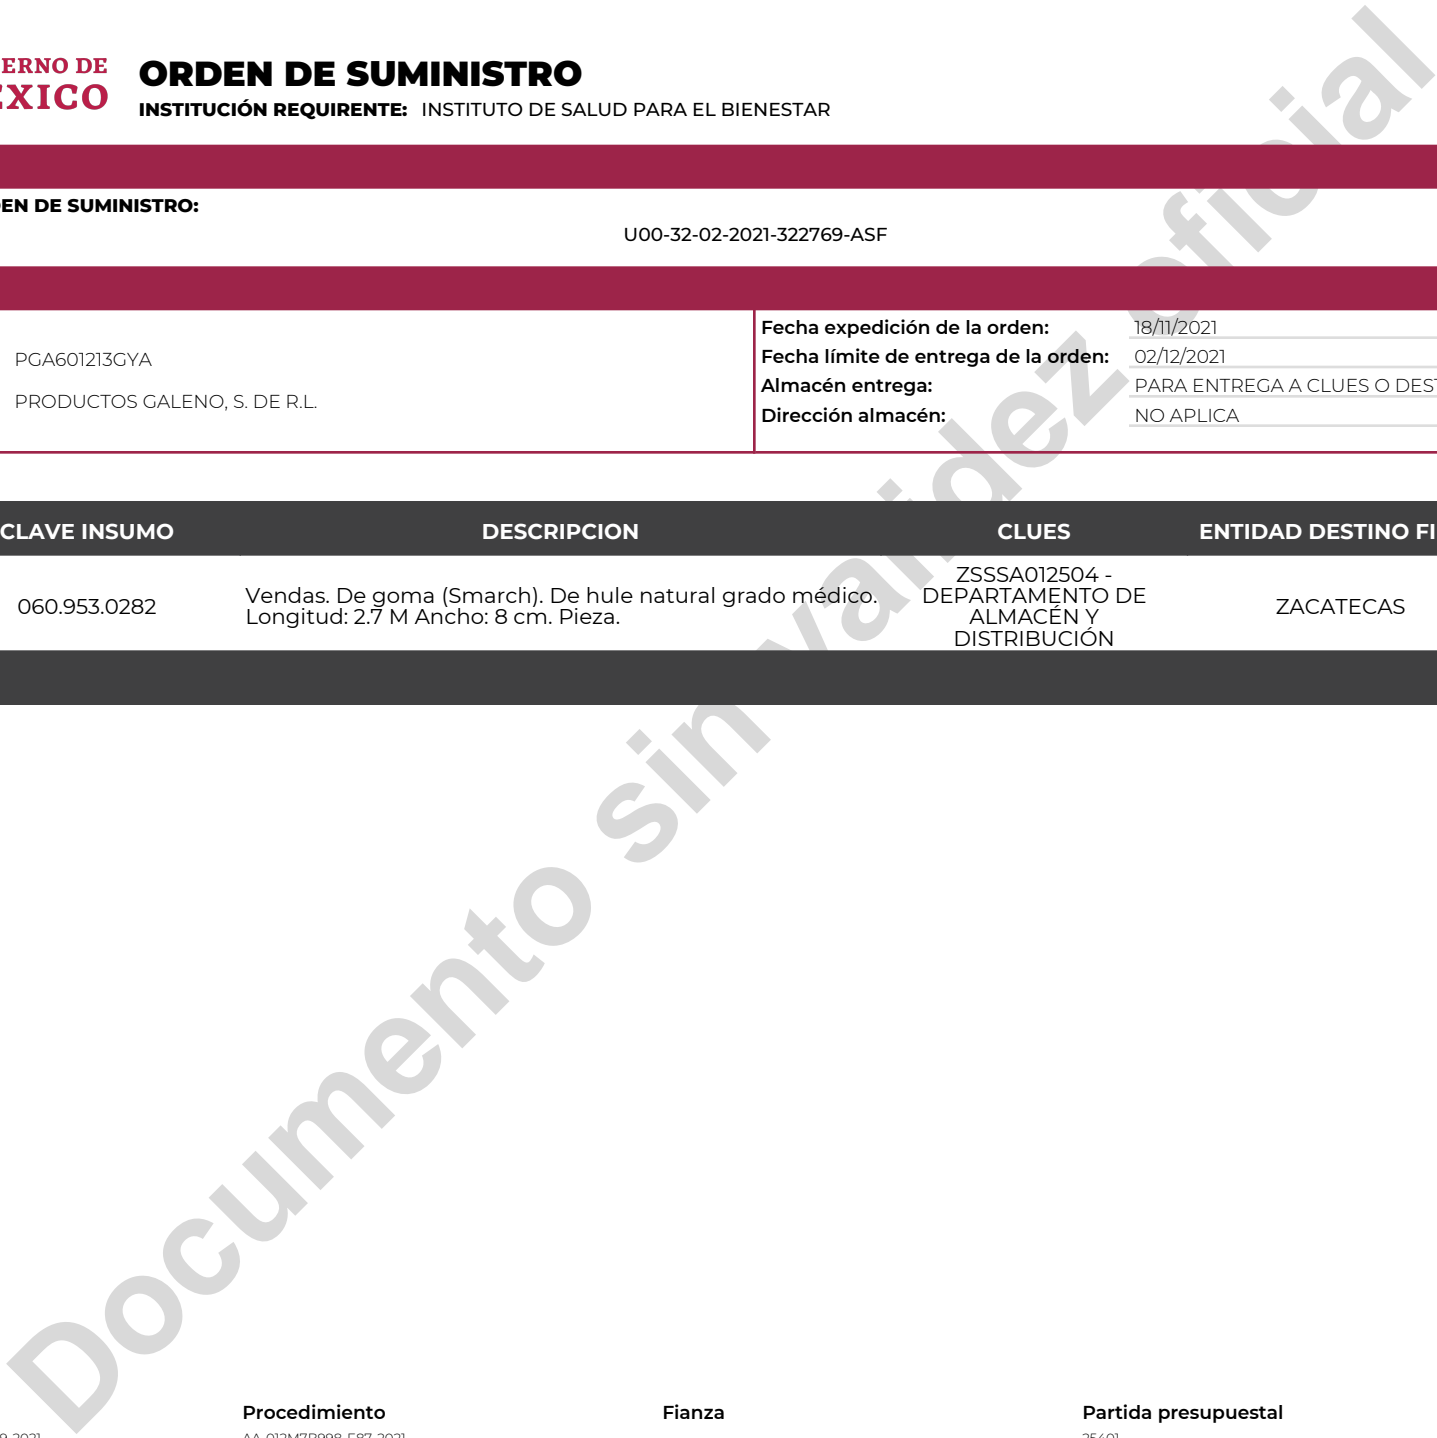 ERNO DE
ÉXICO
ORDEN DE SUMINISTRO
INSTITUCIÓN REQUIRENTE: INSTITUTO DE SALUD PARA EL BIENESTAR
EN DE SUMINISTRO:
U00-32-02-2021-322769-ASF
PGA601213GYA
PRODUCTOS GALENO, S. DE R.L.
Fecha expedición de la orden: 18/11/2021
Fecha límite de entrega de la orden: 02/12/2021
Almacén entrega: PARA ENTREGA A CLUES O DEST
Dirección almacén: NO APLICA
CLAVE INSUMO DESCRIPCION CLUES ENTIDAD DESTINO FI
060.953.0282
Vendas. De goma (Smarch). De hule natural grado médico.
Longitud: 2.7 M Ancho: 8 cm. Pieza.
ZSSSA012504 -
DEPARTAMENTO DE
ALMACÉN Y
DISTRIBUCIÓN
ZACATECAS
Documento sin validez oficial
Procedimiento Fianza Partida presupuestal